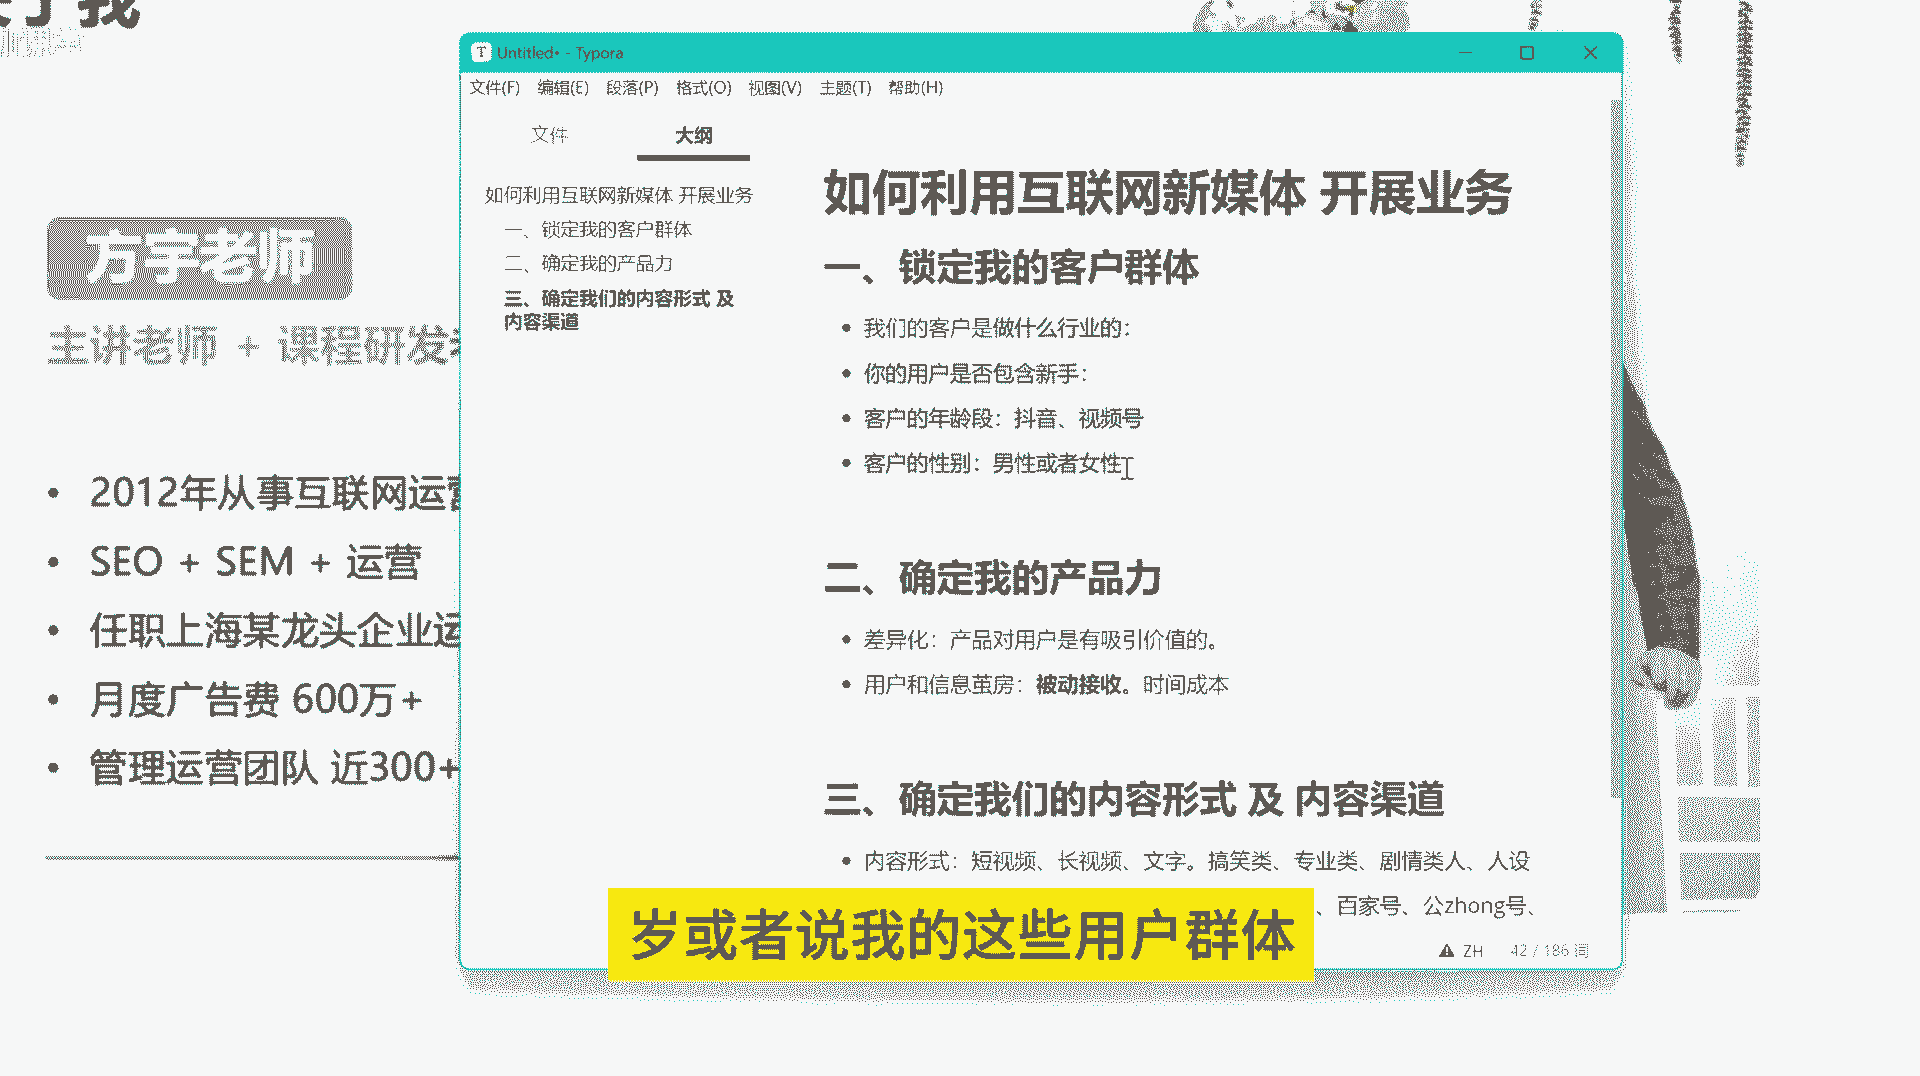 我
方宇老师
主讲老师 + 课程研发
2012年从事互联网运营
SEO + SEM + 运营
任职上海某龙头企业运
月度广告费 600万+
管理运营团队 近300+
Untitled• - Typora
文件(F) 编辑(E) 段落(P) 格式(O) 视图(V) 主题(T) 帮助(H)
文件 大纲
如何利用互联网新媒体 开展业务
一、锁定我的客户群体
二、确定我的产品力
三、确定我们的内容形式 及
内容渠道
如何利用互联网新媒体 开展业务
一、锁定我的客户群体
我们的客户是做什么行业的：
你的用户是否包含新手：
客户的年龄段：抖音、视频号
客户的性别：男性或者女性
二、确定我的产品力
差异化：产品对用户是有吸引价值的。
用户和信息茧房：被动接收。时间成本
三、确定我们的内容形式 及 内容渠道
内容形式：短视频、长视频、文字。搞笑类、专业类、剧情类人、人设
、百家号、公zhong号、
岁或者说我的这些用户群体
ZH 42 / 186 词